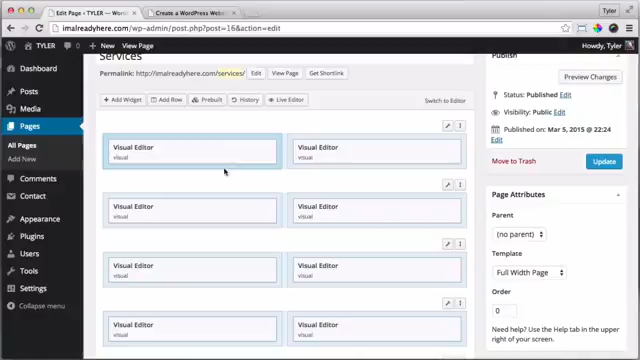 Edit Page ‹ TYLER — Wor
Create a WordPress Websit
Tyler
imalreadyhere.com/wp-admin/post.php?post=16&action=edit
TYLER
New
View Page
Howdy, Tyler
Services
Permalink: http://imalreadyhere.com/services/
Edit
View Page
Get Shortlink
Add Widget
Add Row
Prebuilt
History
Live Editor
Switch to Editor
Visual Editor
visual
Visual Editor
visual
Visual Editor
visual
Visual Editor
visual
Visual Editor
visual
Visual Editor
visual
Visual Editor
visual
Visual Editor
visual
Dashboard
Posts
Media
Pages
All Pages
Add New
Comments
Contact
Appearance
Plugins
Users
Tools
Settings
Collapse menu
Publish
Preview Changes
Status: Published Edit
Visibility: Public Edit
Published on: Mar 5, 2015 @ 22:24
Edit
Move to Trash
Update
Page Attributes
Parent
(no parent)
Template
Full Width Page
Order
0
Need help? Use the Help tab in the upper
right of your screen.